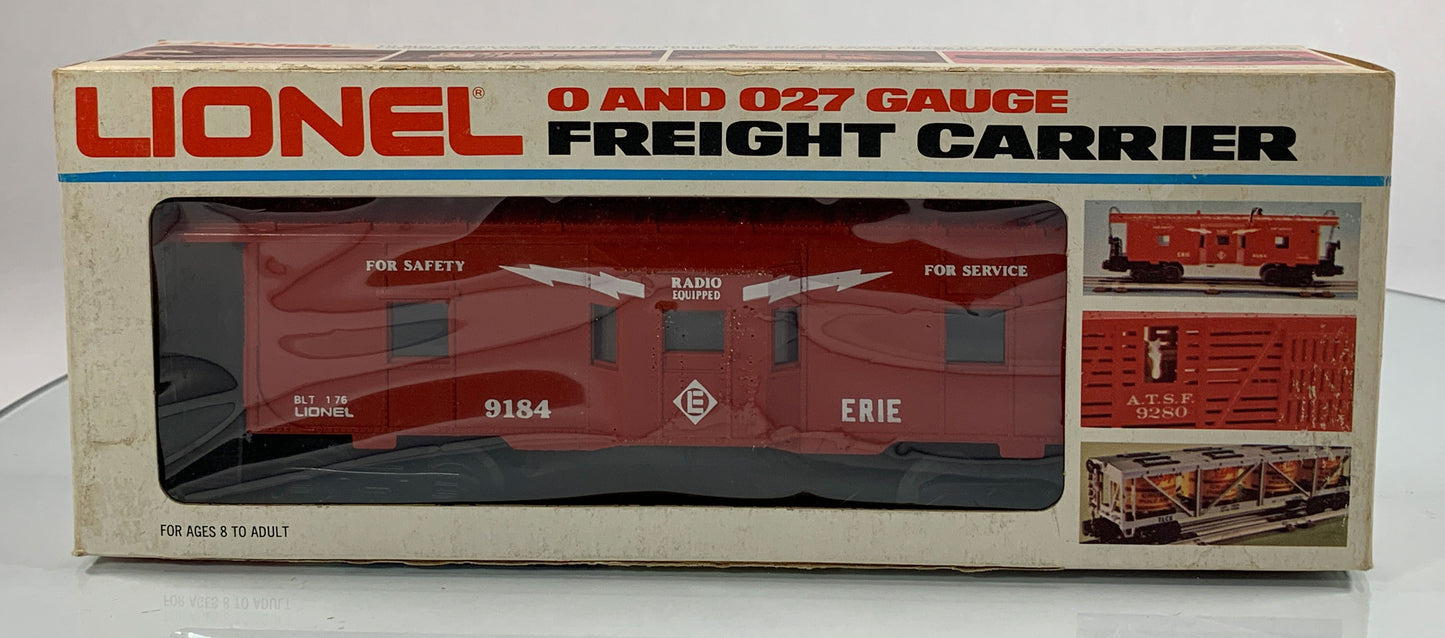 LIONEL®
O AND O27 GAUGE
FREIGHT CARRIER
FOR SAFETY
RADIO
EQUIPPED
FOR SERVICE
BLT 1 76
LIONEL
9184
E
ERIE
ERIE
A.T.S.F.
9280
FOR AGES 8 TO ADULT